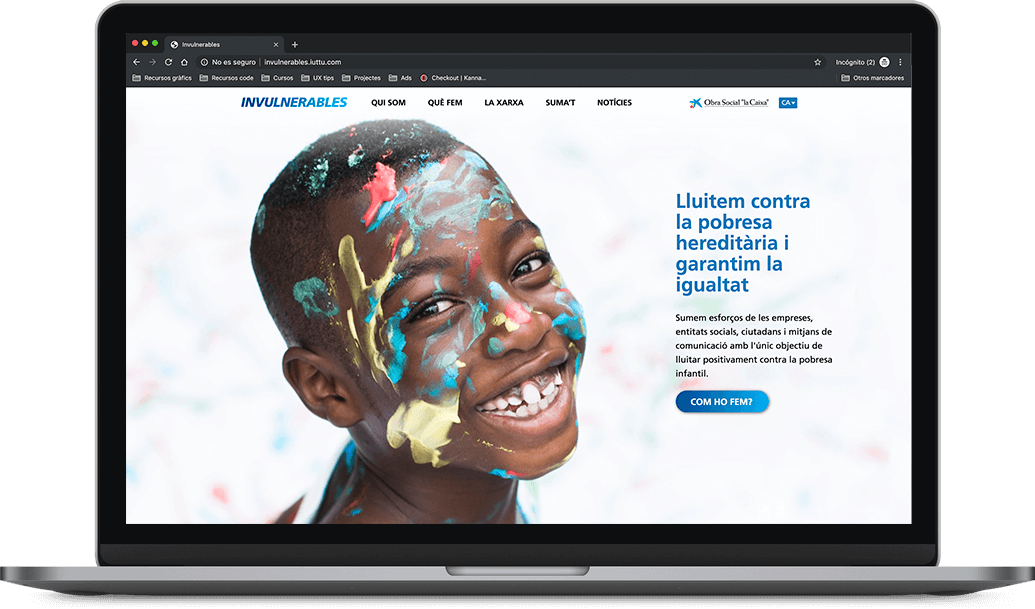 Invulnerables
No es seguro | invulnerables.iuttu.com
Incógnito (2)
Recursos gràfics Recursos code Cursos UX tips Projectes Ads Checkout | Kanna... Otros marcadores
INVULNERABLES QUI SOM QUÈ FEM LA XARXA SUMA'T NOTÍCIES Obra Social "la Caixa" CA
Lluitem contra
la pobresa
hereditària i
garantim la
igualtat
Sumem esforços de les empreses,
entitats socials, ciutadans i mitjans de
comunicació amb l'únic objectiu de
lluitar positivament contra la pobresa
infantil.
COM HO FEM?